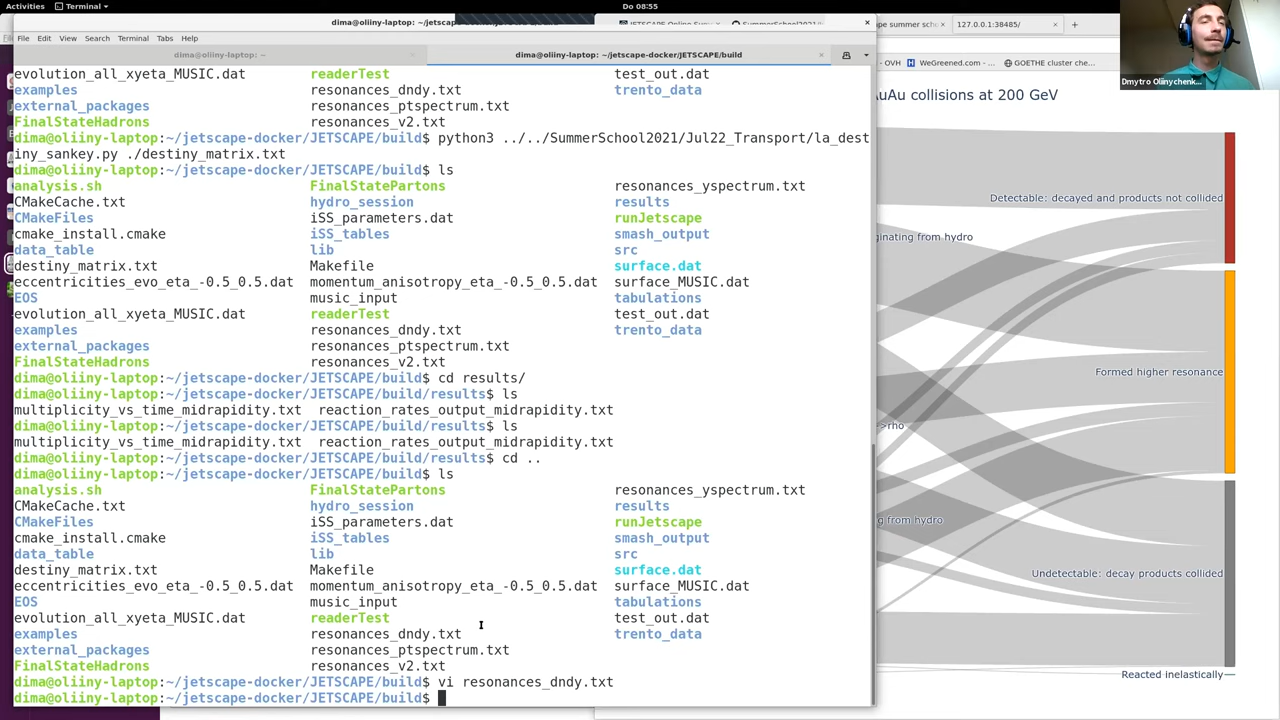 Activities Terminal Do 08:55
dima@oliiny-laptop: ~/jetscape-docker/JETSCAPE/build
File Edit View Search Terminal Tabs Help
dima@oliiny-laptop: ~
dima@oliiny-laptop: ~/jetscape-docker/JETSCAPE/build
evolution_all_xyeta_MUSIC.dat readerTest test_out.dat
examples resonances_dndy.txt trento_data
external_packages resonances_ptspectrum.txt
FinalStateHadrons resonances_v2.txt
dima@oliiny-laptop:~/jetscape-docker/JETSCAPE/build$ python3 ../../SummerSchool2021/Jul22_Transport/la_dest
iny_sankey.py ./destiny_matrix.txt
dima@oliiny-laptop:~/jetscape-docker/JETSCAPE/build$ ls
analysis.sh FinalStatePartons resonances_yspectrum.txt
CMakeCache.txt hydro_session results
CMakeFiles iSS_parameters.dat runJetscape
cmake_install.cmake iSS_tables smash_output
data_table lib src
destiny_matrix.txt Makefile surface.dat
eccentricities_evo_eta_-0.5_0.5.dat momentum_anisotropy_eta_-0.5_0.5.dat surface_MUSIC.dat
EOS music_input tabulations
evolution_all_xyeta_MUSIC.dat readerTest test_out.dat
examples resonances_dndy.txt trento_data
external_packages resonances_ptspectrum.txt
FinalStateHadrons resonances_v2.txt
dima@oliiny-laptop:~/jetscape-docker/JETSCAPE/build$ cd results/
dima@oliiny-laptop:~/jetscape-docker/JETSCAPE/build/results$ ls
multiplicity_vs_time_midrapidity.txt reaction_rates_output_midrapidity.txt
dima@oliiny-laptop:~/jetscape-docker/JETSCAPE/build/results$ ls
multiplicity_vs_time_midrapidity.txt reaction_rates_output_midrapidity.txt
dima@oliiny-laptop:~/jetscape-docker/JETSCAPE/build/results$ cd ..
dima@oliiny-laptop:~/jetscape-docker/JETSCAPE/build$ ls
analysis.sh FinalStatePartons resonances_yspectrum.txt
CMakeCache.txt hydro_session results
CMakeFiles iSS_parameters.dat runJetscape
cmake_install.cmake iSS_tables smash_output
data_table lib src
destiny_matrix.txt Makefile surface.dat
eccentricities_evo_eta_-0.5_0.5.dat momentum_anisotropy_eta_-0.5_0.5.dat surface_MUSIC.dat
EOS music_input tabulations
evolution_all_xyeta_MUSIC.dat readerTest test_out.dat
examples resonances_dndy.txt trento_data
external_packages resonances_ptspectrum.txt
FinalStateHadrons resonances_v2.txt
dima@oliiny-laptop:~/jetscape-docker/JETSCAPE/build$ vi resonances_dndy.txt
dima@oliiny-laptop:~/jetscape-docker/JETSCAPE/build$
pe summer sch 127.0.0.1:38485/
- OVH WeGreened.com - GOETHE cluster che
Dmytro Oliinychenk...
AuAu collisions at 200 GeV
Detectable: decayed and products not collided
ginating from hydro
Formed higher resonance
->rho
g from hydro
Undetectable: decay products collided
Reacted inelastically